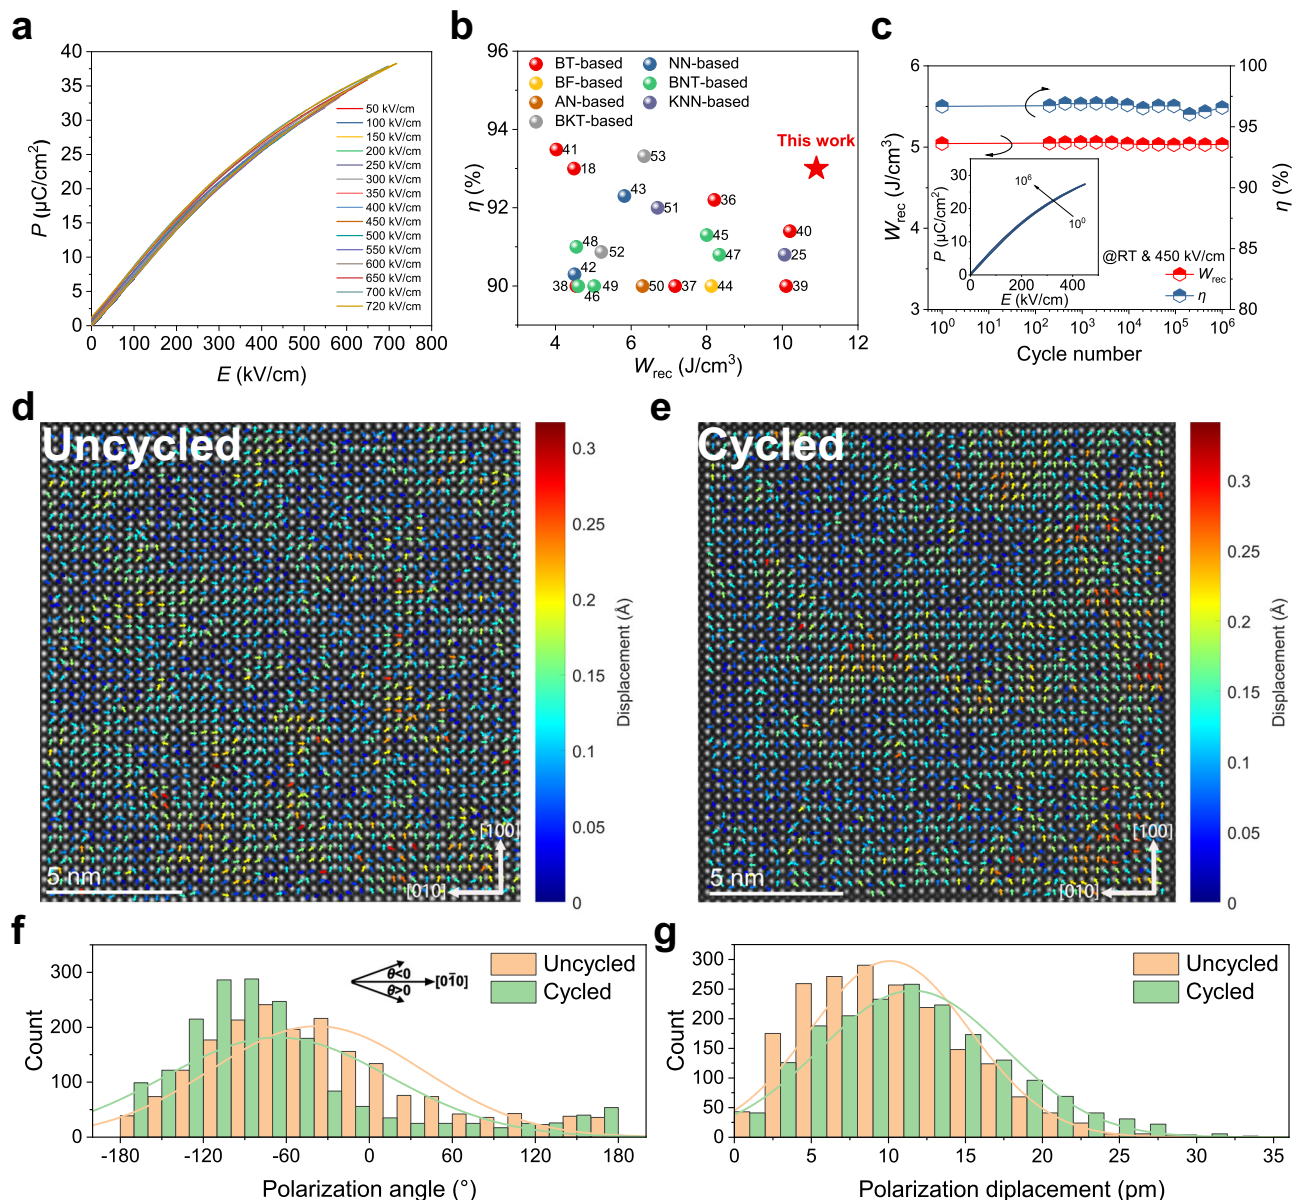 a
40
35
30
25
20
15
10
5
0
P (μC/cm²)
0 100 200 300 400 500 600 700 800
E (kV/cm)
50 kV/cm
100 kV/cm
150 kV/cm
200 kV/cm
250 kV/cm
300 kV/cm
350 kV/cm
400 kV/cm
450 kV/cm
500 kV/cm
550 kV/cm
600 kV/cm
650 kV/cm
700 kV/cm
720 kV/cm
b
96
94
92
90
η (%)
4 6 8 10 12
Wrec (J/cm³)
BT-based NN-based
BF-based BNT-based
AN-based KNN-based
BKT-based
This work
41
18
53
43
51
36
40
45
48
52
47
25
42
38
46
49
50
37
44
39
c
6
5
4
3
Wrec (J/cm³)
100
95
90
85
80
η (%)
10⁰ 10¹ 10² 10³ 10⁴ 10⁵ 10⁶
Cycle number
30
20
10
0
P (μC/cm²)
0 200 400
E (kV/cm)
10⁶
10⁰
@RT & 450 kV/cm
Wrec
η
d
Uncycled
5 nm
[100]
[010]
0.3
0.25
0.2
0.15
0.1
0.05
0
Displacement (Å)
e
Cycled
5 nm
[100]
[010]
0.3
0.25
0.2
0.15
0.1
0.05
0
Displacement (Å)
f
300
200
100
0
Count
-180 -120 -60 0 60 120 180
Polarization angle (°)
θ<0
θ>0
[01̄0]
Uncycled
Cycled
g
300
250
200
150
100
50
0
Count
0 5 10 15 20 25 30 35
Polarization diplacement (pm)
Uncycled
Cycled